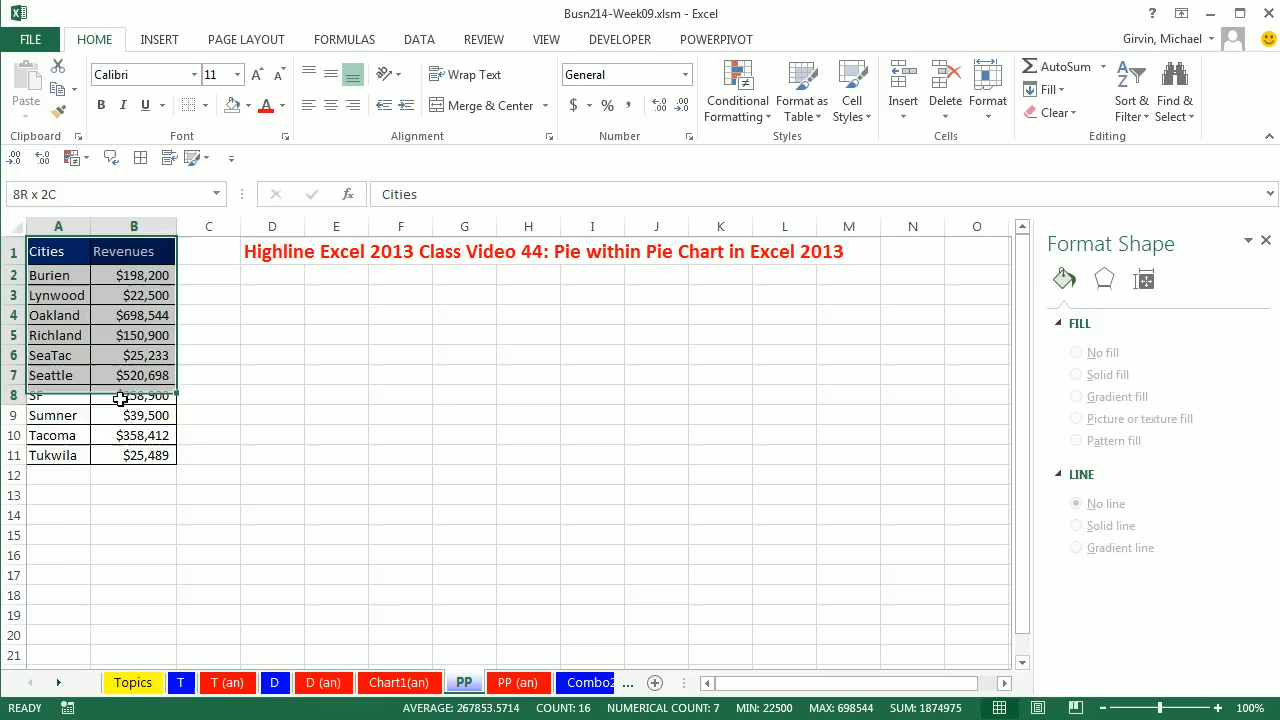 Busn214-Week09.xlsm - Excel
FILE HOME INSERT PAGE LAYOUT FORMULAS DATA REVIEW VIEW DEVELOPER POWERPIVOT Girvin, Michael
Calibri 11 Wrap Text General AutoSum
Paste B I U Merge & Center $ % , Conditional Formatting Format as Table Cell Styles Insert Delete Format Fill Clear Sort & Filter Find & Select
Clipboard Font Alignment Number Styles Cells Editing
8R x 2C fx Cities
A B C D E F G H I J K L M N O
1 Cities Revenues Highline Excel 2013 Class Video 44: Pie within Pie Chart in Excel 2013
2 Burien $198,200
3 Lynwood $22,500
4 Oakland $698,544
5 Richland $150,900
6 SeaTac $25,233
7 Seattle $520,698
8 SF $258,900
9 Sumner $39,500
10 Tacoma $358,412
11 Tukwila $25,489
12
13
14
15
16
17
18
19
20
21
Format Shape
FILL
No fill
Solid fill
Gradient fill
Picture or texture fill
Pattern fill
LINE
No line
Solid line
Gradient line
Topics T T (an) D D (an) Chart1(an) PP PP (an) Combo2 ...
READY AVERAGE: 267853.5714 COUNT: 16 NUMERICAL COUNT: 7 MIN: 22500 MAX: 698544 SUM: 1874975 100%